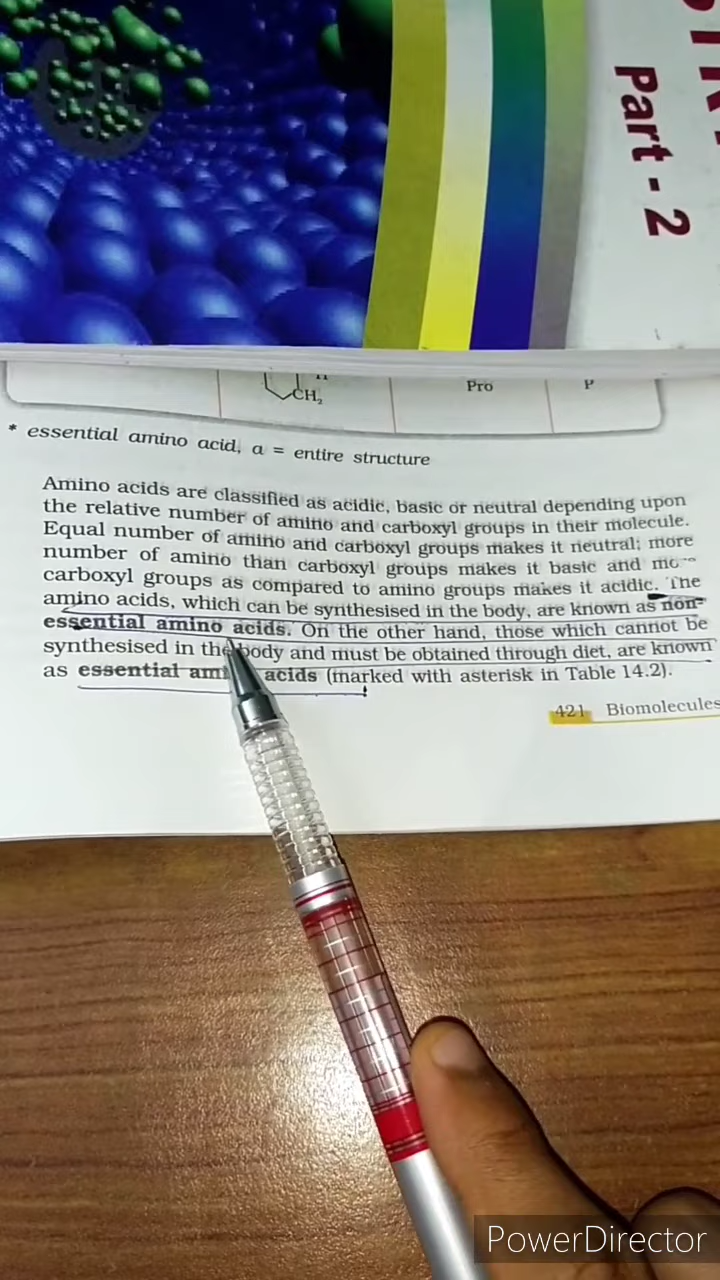 Part - 2
CH₂
Pro
P
* essential amino acid, a = entire structure
Amino acids are classified as acidic, basic or neutral depending upon
the relative number of amino and carboxyl groups in their molecule.
Equal number of amino and carboxyl groups makes it neutral; more
number of amino than carboxyl groups makes it basic and
carboxyl groups as compared to amino groups makes it acidic. The
amino acids, which can be synthesised in the body, are known as non-
essential amino acids. On the other hand, those which cannot be
synthesised in the body and must be obtained through diet, are known
as essential acids (marked with asterisk in Table 14.2).
421 Biomolecules
PowerDirector